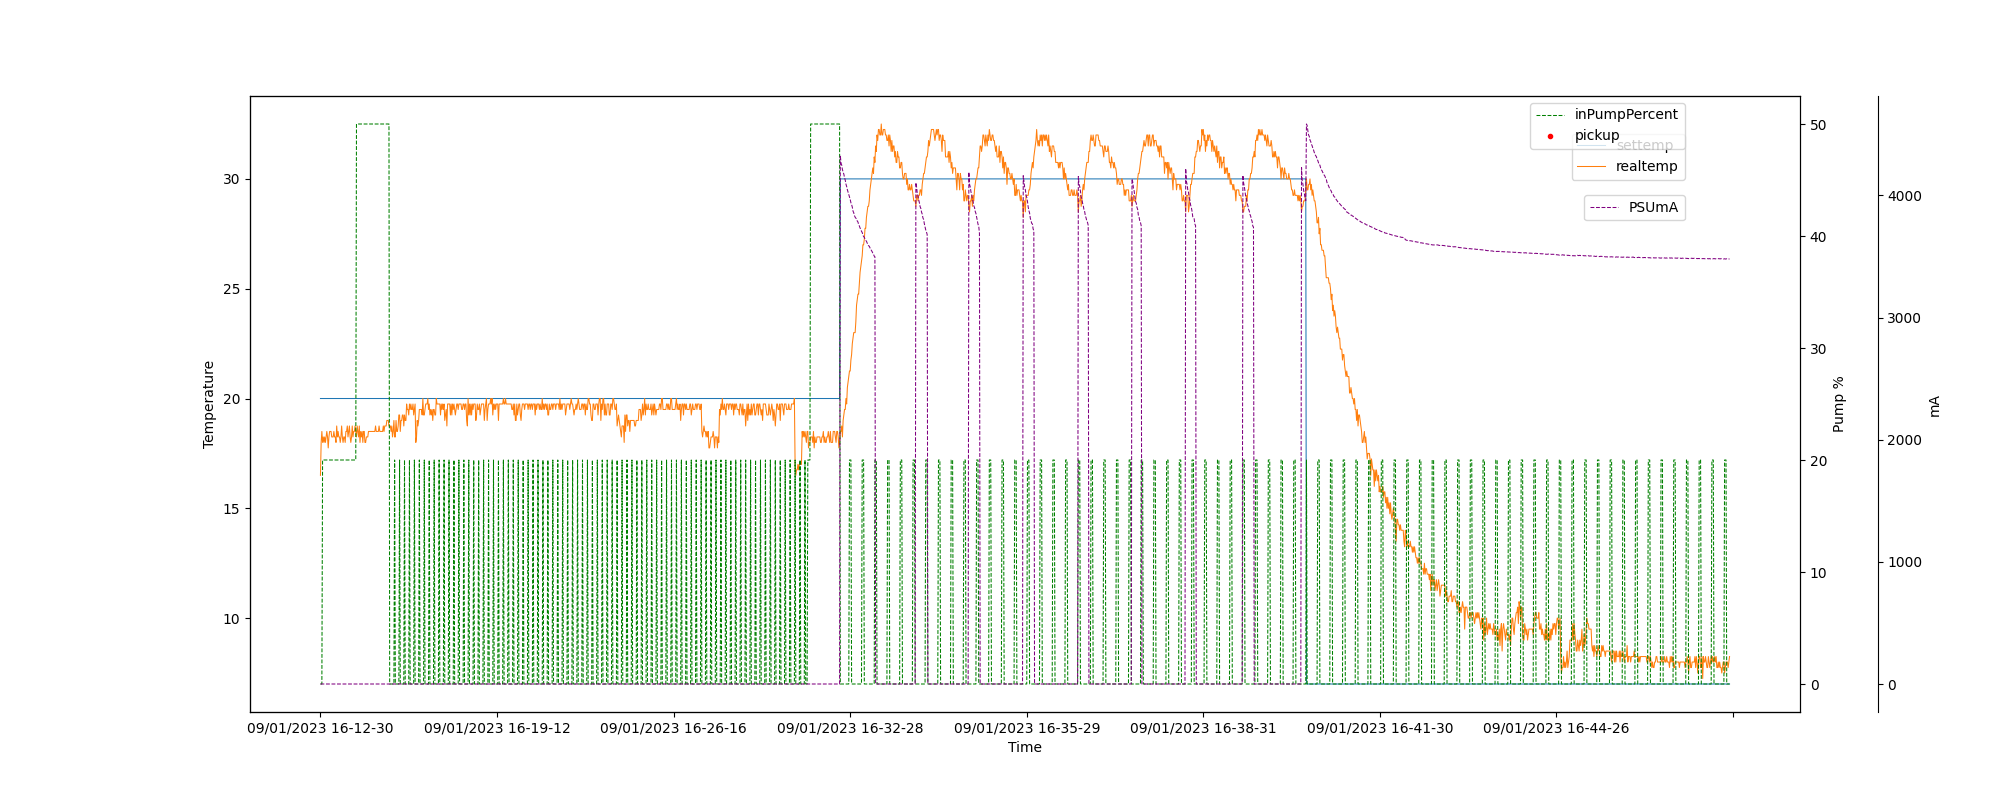 inPumpPercent
pickup
settemp
realtemp
PSUmA
Temperature
30
25
20
15
10
50
40
30
20
10
0
Pump %
4000
3000
2000
1000
0
mA
09/01/2023 16-12-30
09/01/2023 16-19-12
09/01/2023 16-26-16
09/01/2023 16-32-28
09/01/2023 16-35-29
09/01/2023 16-38-31
09/01/2023 16-41-30
09/01/2023 16-44-26
Time